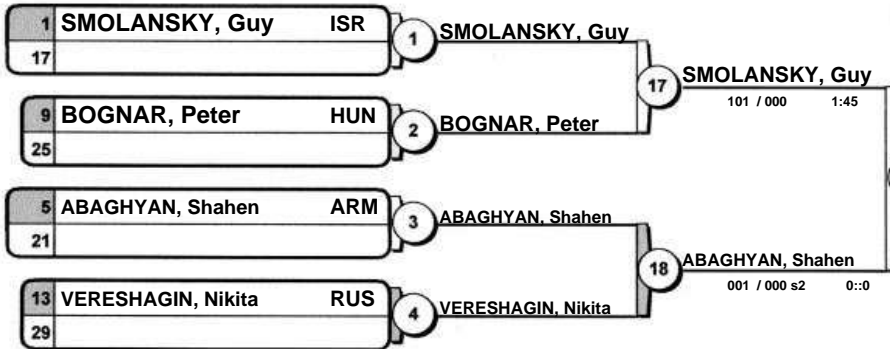 1 SMOLANSKY, Guy ISR
17
1 SMOLANSKY, Guy
9 BOGNAR, Peter HUN
25
2 BOGNAR, Peter
17 SMOLANSKY, Guy
101 / 000 1:45
5 ABAGHYAN, Shahen ARM
21
3 ABAGHYAN, Shahen
13 VERESHAGIN, Nikita RUS
29
4 VERESHAGIN, Nikita
18 ABAGHYAN, Shahen
001 / 000 s2 0::0